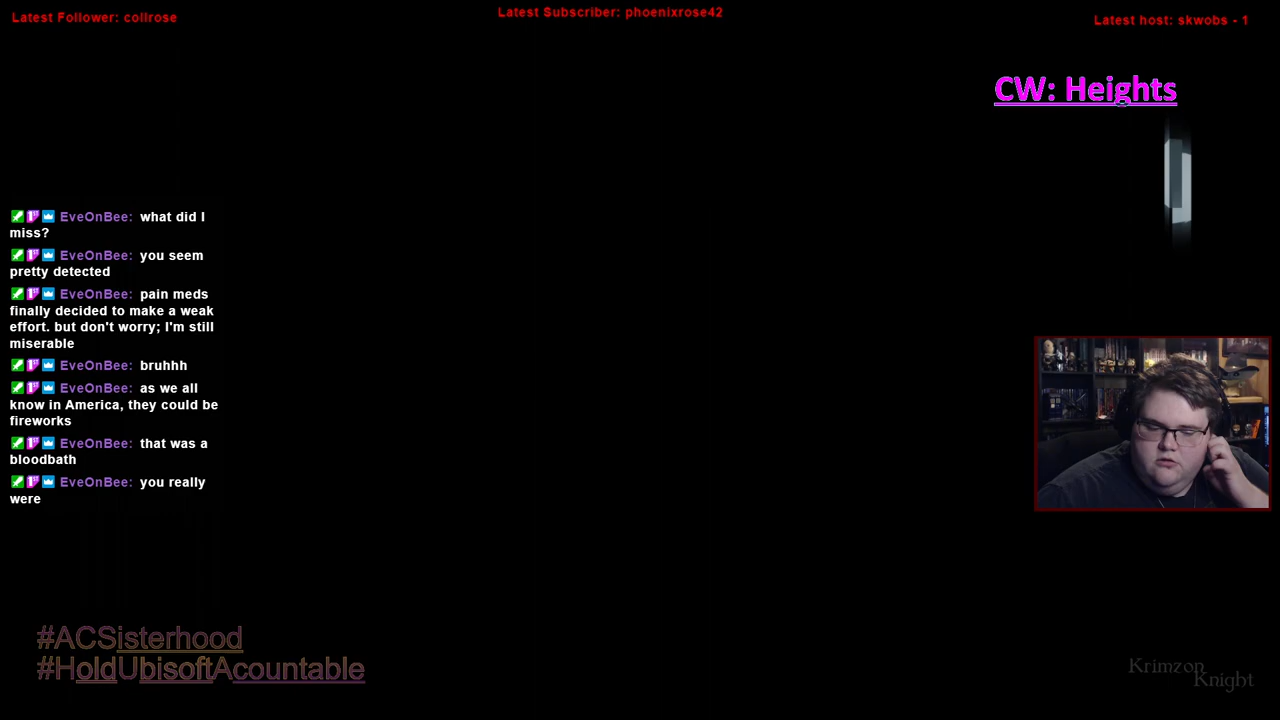 Latest Follower: collrose
Latest Subscriber: phoenixrose42
Latest host: skwobs - 1
CW: Heights
EveOnBee: what did I
miss?
EveOnBee: you seem
pretty detected
EveOnBee: pain meds
finally decided to make a weak
effort. but don't worry; I'm still
miserable
EveOnBee: bruhhh
EveOnBee: as we all
know in America, they could be
fireworks
EveOnBee: that was a
bloodbath
EveOnBee: you really
were
#ACSisterhood
#HoldUbisoftAcountable
Krimzon
Knight